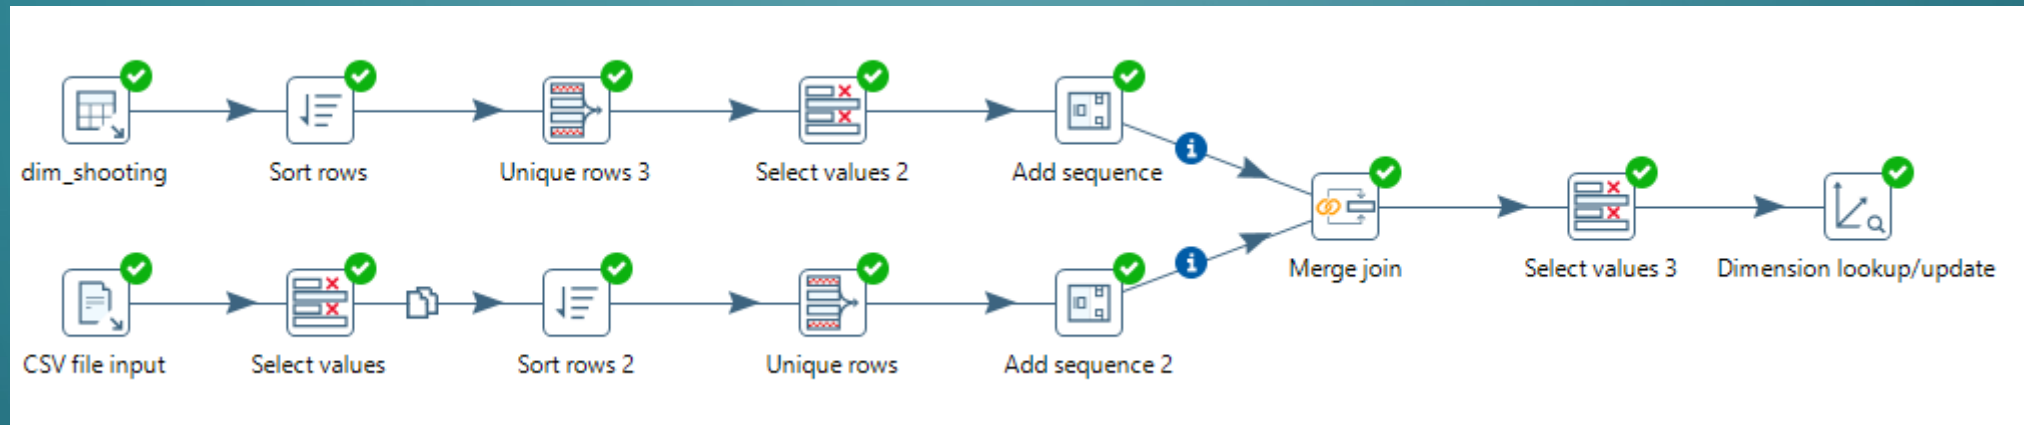 dim_shooting
Sort rows
Unique rows 3
Select values 2
Add sequence
Merge join
Select values 3
Dimension lookup/update
CSV file input
Select values
Sort rows 2
Unique rows
Add sequence 2